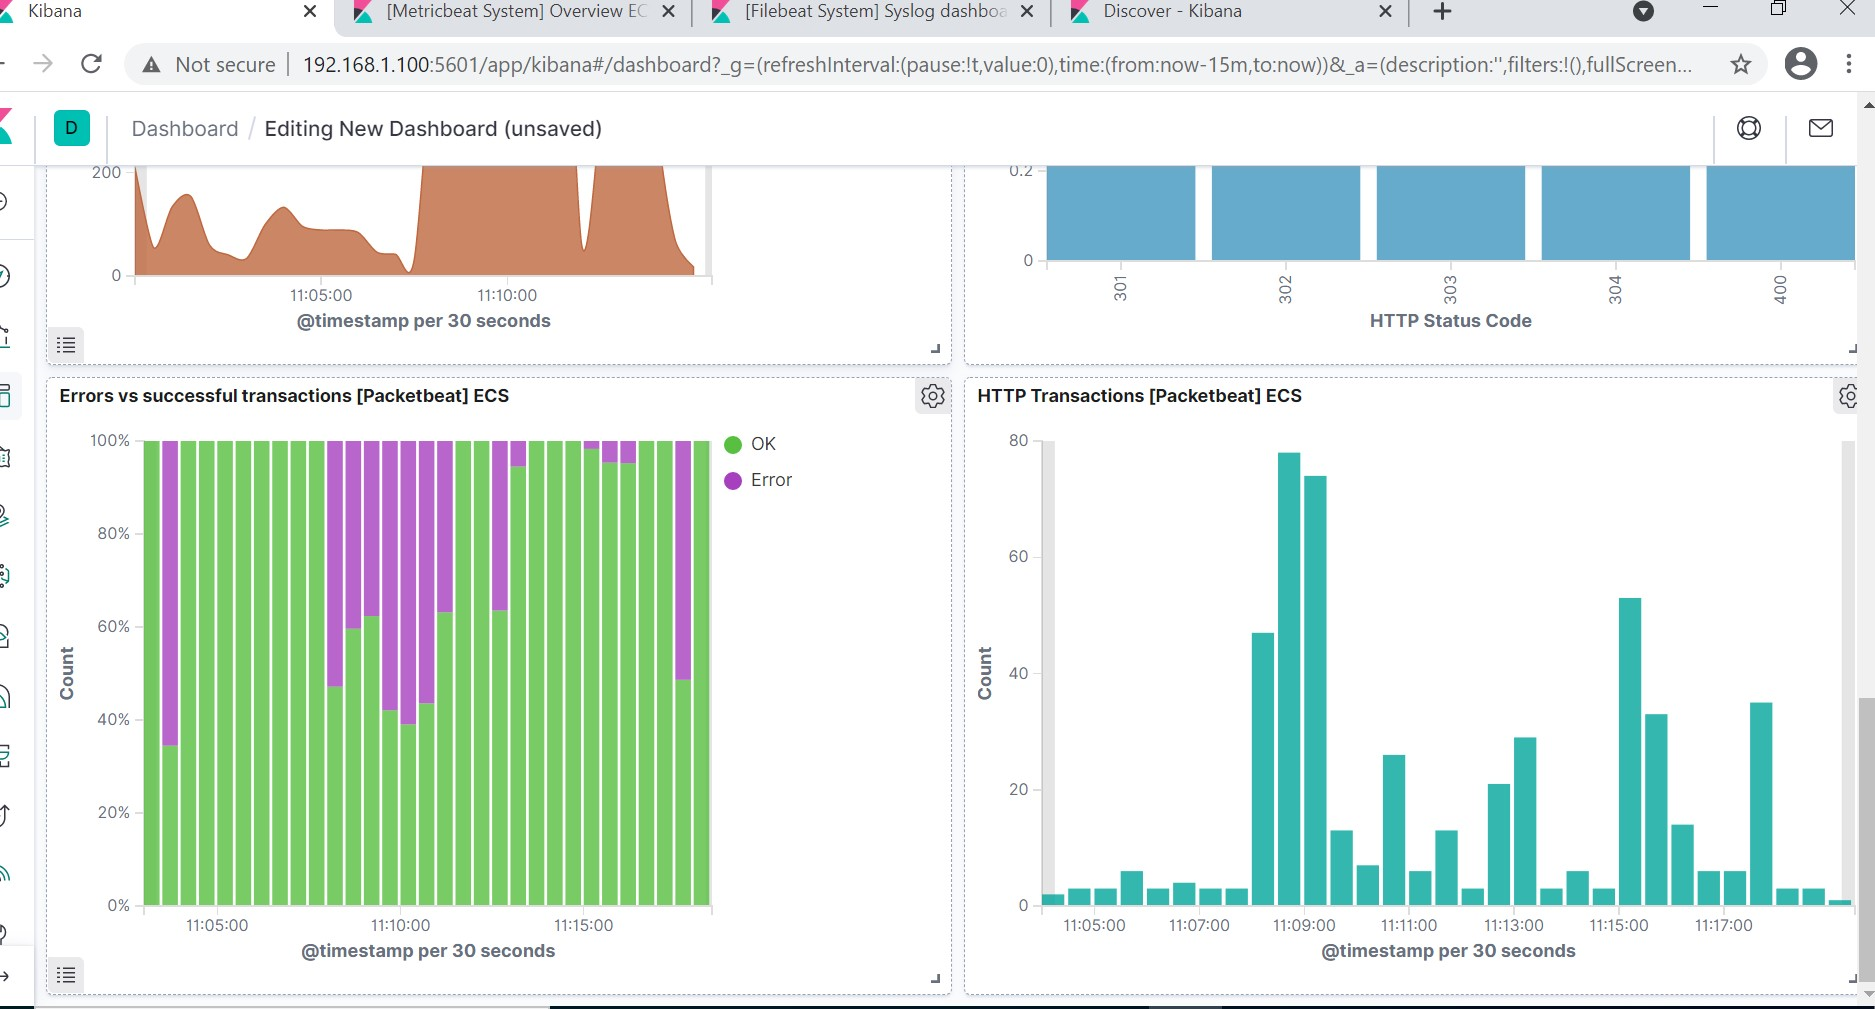 Kibana
[Metricbeat System] Overview EC
[Filebeat System] Syslog dashboa
Discover - Kibana
Not secure
192.168.1.100:5601/app/kibana#/dashboard?_g=(refreshInterval:(pause:!t,value:0),time:(from:now-15m,to:now))&_a=(description:'',filters:!(),fullScreen...
D
Dashboard / Editing New Dashboard (unsaved)
200
0
11:05:00
11:10:00
@timestamp per 30 seconds
0.2
0
301
302
303
304
400
HTTP Status Code
Errors vs successful transactions [Packetbeat] ECS
100%
80%
60%
40%
20%
0%
Count
OK
Error
11:05:00
11:10:00
11:15:00
@timestamp per 30 seconds
HTTP Transactions [Packetbeat] ECS
80
60
40
20
0
Count
11:05:00
11:07:00
11:09:00
11:11:00
11:13:00
11:15:00
11:17:00
@timestamp per 30 seconds